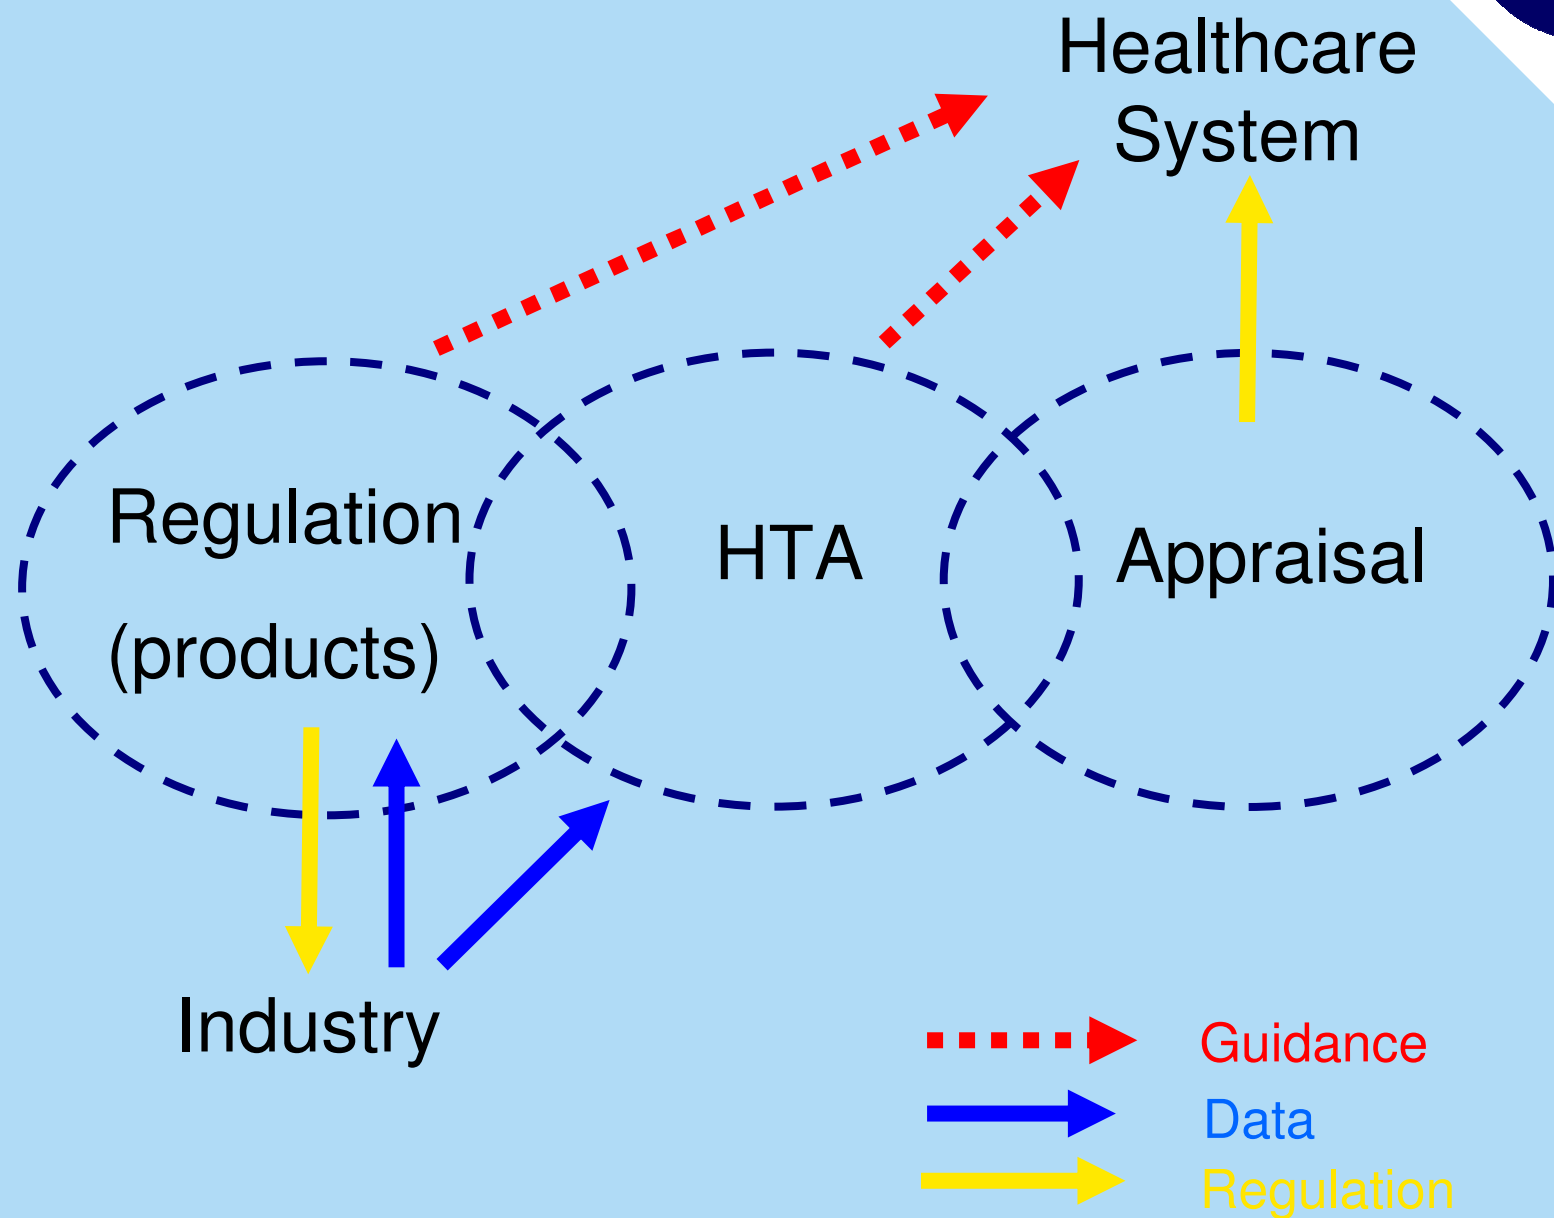 Healthcare
System
Regulation
(products)
HTA
Appraisal
Industry
Guidance
Data
Regulation